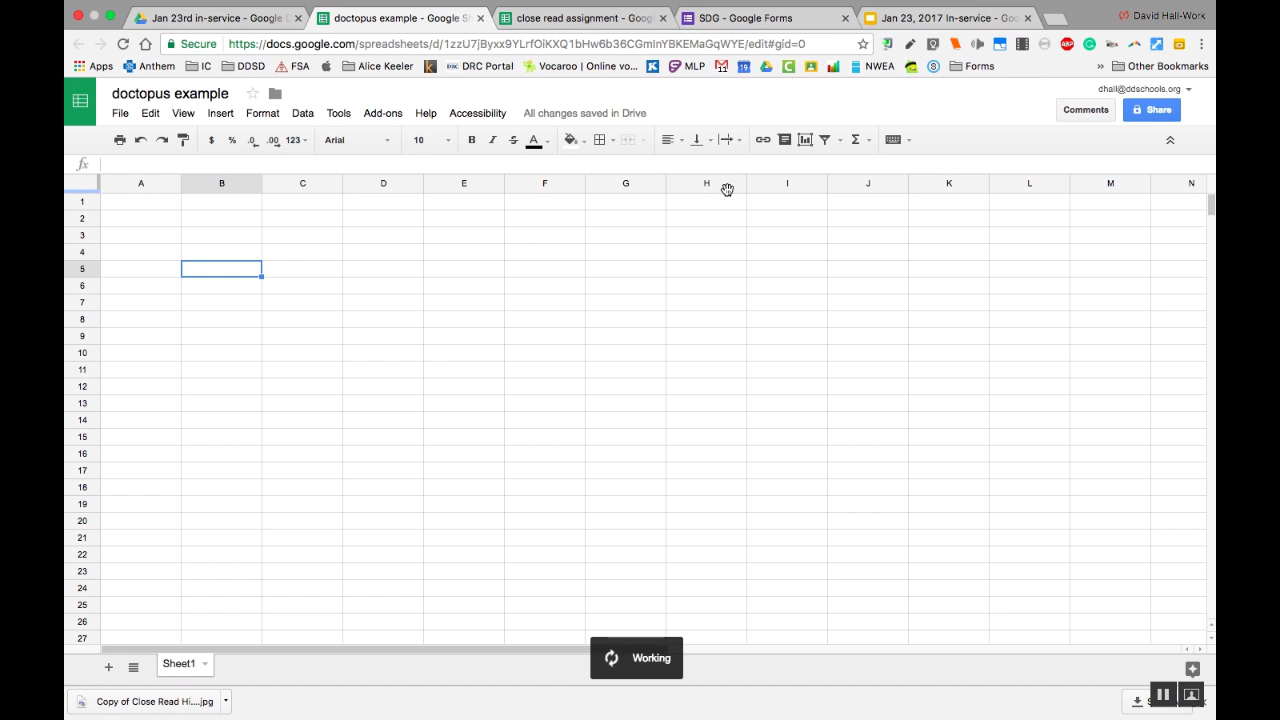 Jan 23rd in-service - Google D
doctopus example - Google Sh
close read assignment - Googl
SDG - Google Forms
Jan 23, 2017 In-service - Goo
David Hall-Work
Secure
https://docs.google.com/spreadsheets/d/1zzU7jByxx9YLrfOiKXQ1bHw6b36CGmInYBKEMaGqWYE/edit#gid=0
Apps Anthem IC DDSD FSA Alice Keeler DRC Portal Vocaroo | Online vo... MLP NWEA Forms » Other Bookmarks
doctopus example
dhall@ddschools.org
File Edit View Insert Format Data Tools Add-ons Help Accessibility All changes saved in Drive
Comments Share
$ % .0 .00 123 Arial 10 B I S A Σ
fx
A B C D E F G H I J K L M N
1
2
3
4
5
6
7
8
9
10
11
12
13
14
15
16
17
18
19
20
21
22
23
24
25
26
27
Working
Sheet1
Copy of Close Read Hi....jpg